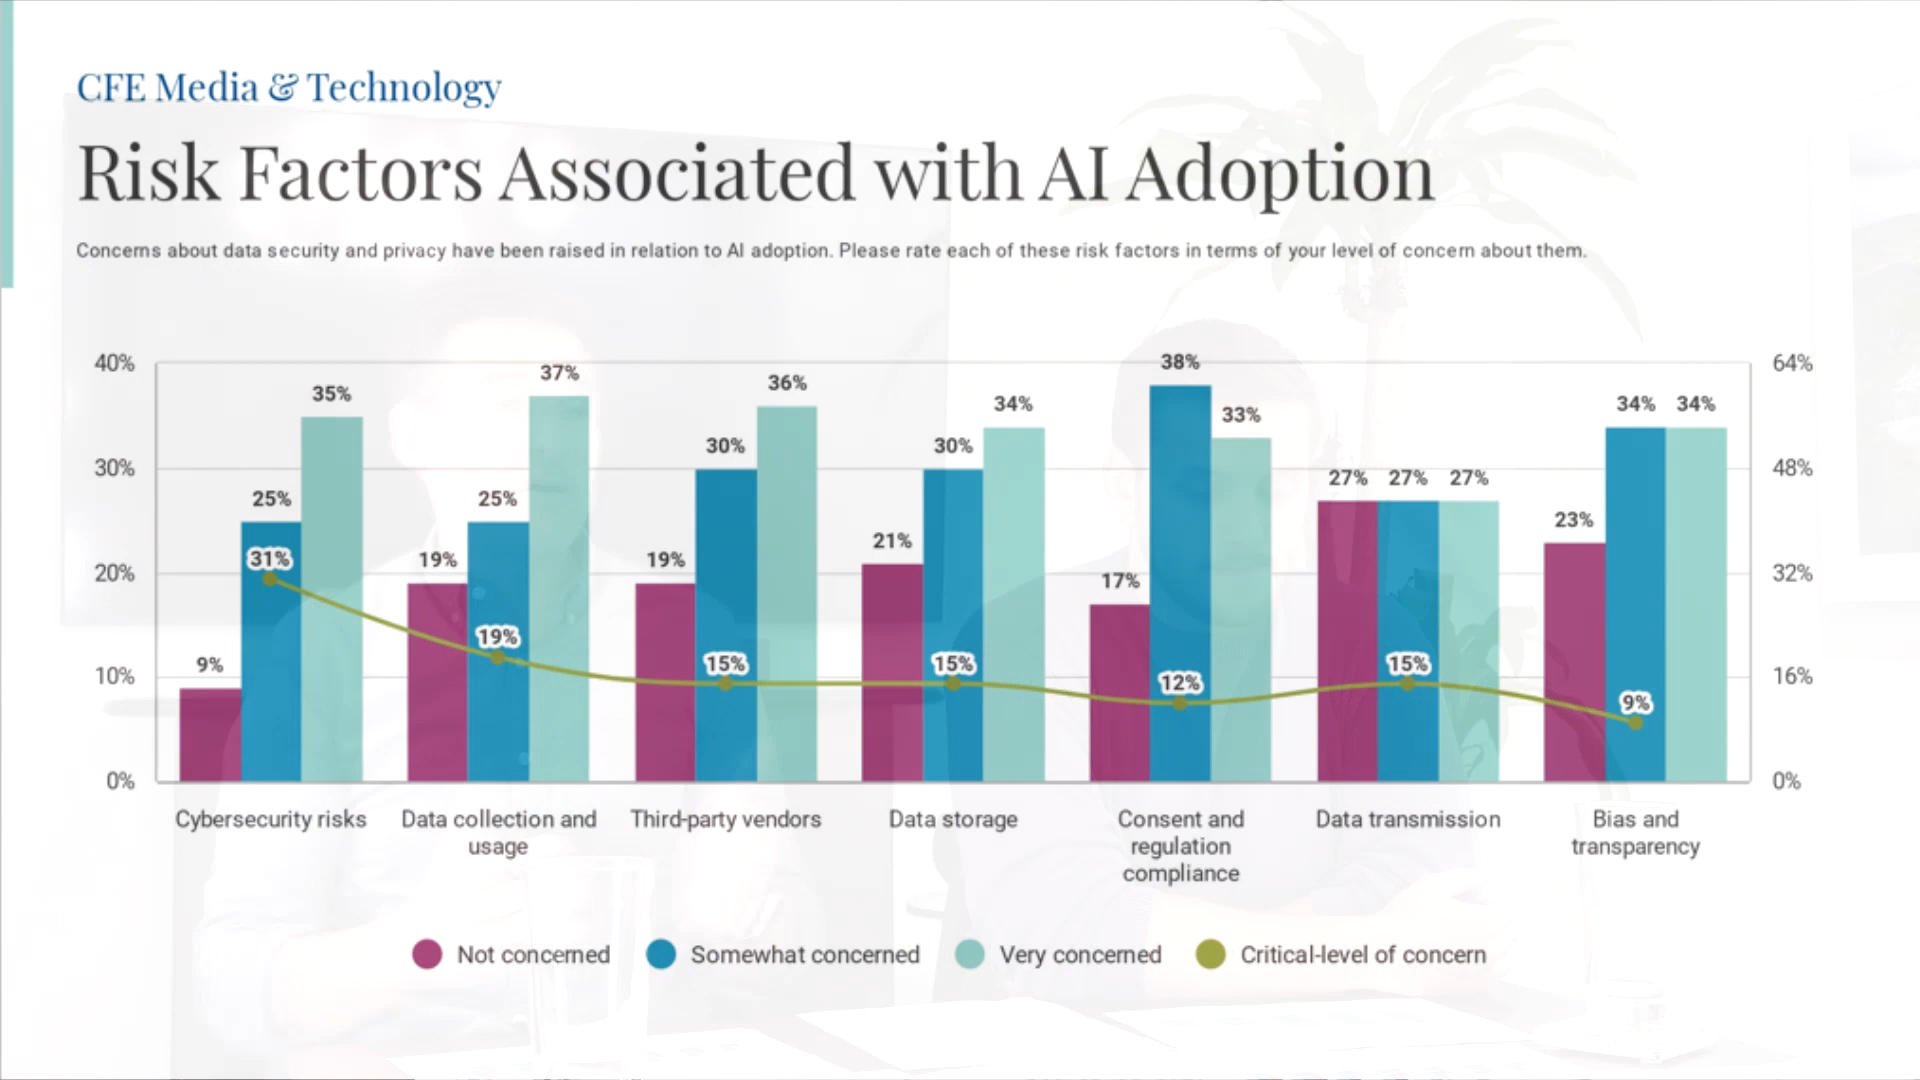 CFE Media & Technology
Risk Factors Associated with AI Adoption
Concerns about data security and privacy have been raised in relation to AI adoption. Please rate each of these risk factors in terms of your level of concern about them.
40%
30%
20%
10%
0%
64%
48%
32%
16%
0%
9%
25%
35%
31%
19%
25%
37%
19%
19%
30%
36%
15%
21%
30%
34%
15%
17%
38%
33%
12%
27%
27%
27%
15%
23%
34%
34%
9%
Cybersecurity risks
Data collection and
usage
Third-party vendors
Data storage
Consent and
regulation
compliance
Data transmission
Bias and
transparency
Not concerned
Somewhat concerned
Very concerned
Critical-level of concern